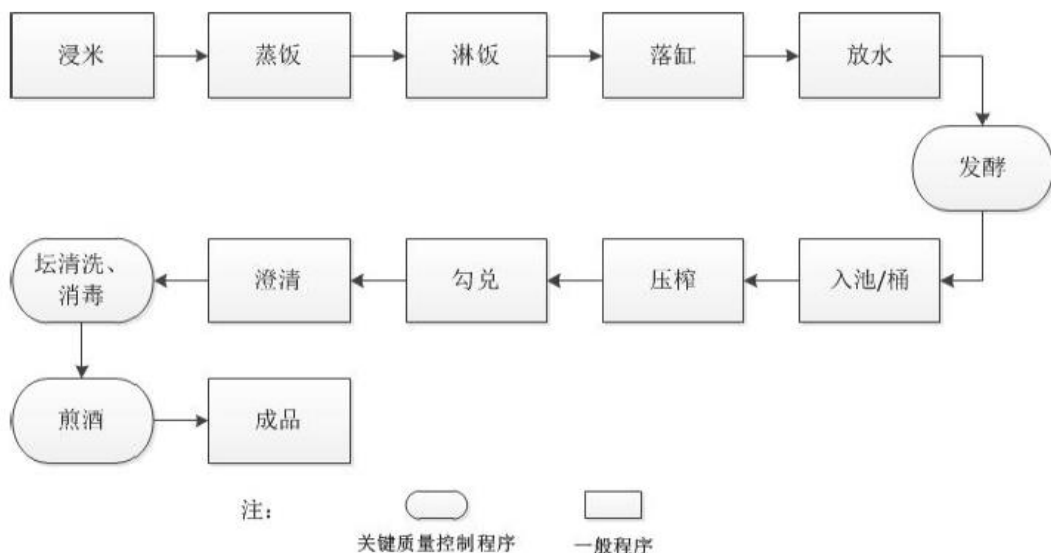 浸米
蒸饭
淋饭
落缸
放水
发酵
入池/桶
压榨
勾兑
澄清
坛清洗、
消毒
煎酒
成品
注：
关键质量控制程序
一般程序